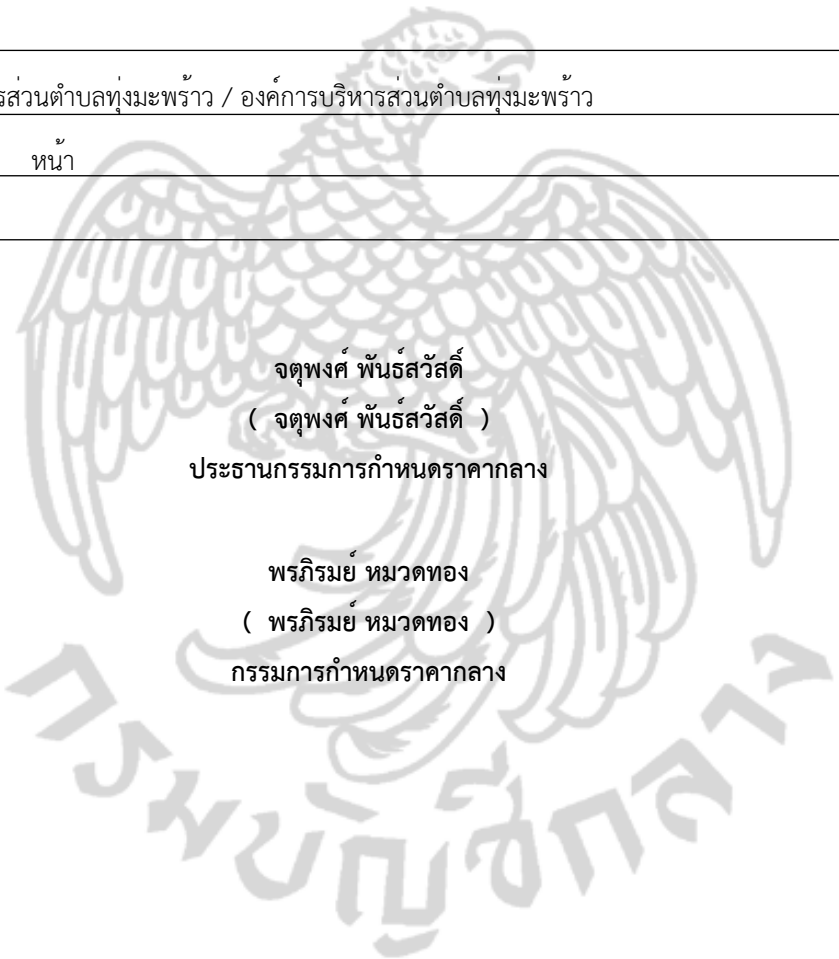 รส่วนตำบลทุ่งมะพร้าว / องค์การบริหารส่วนตำบลทุ่งมะพร้าว
หน้า
จตุพงศ์ พันธ์สวัสดิ์
( จตุพงศ์ พันธ์สวัสดิ์ )
ประธานกรรมการกำหนดราคากลาง
พรภิรมย์ หมวดทอง
( พรภิรมย์ หมวดทอง )
กรรมการกำหนดราคากลาง
กรมบัญชีกลาง